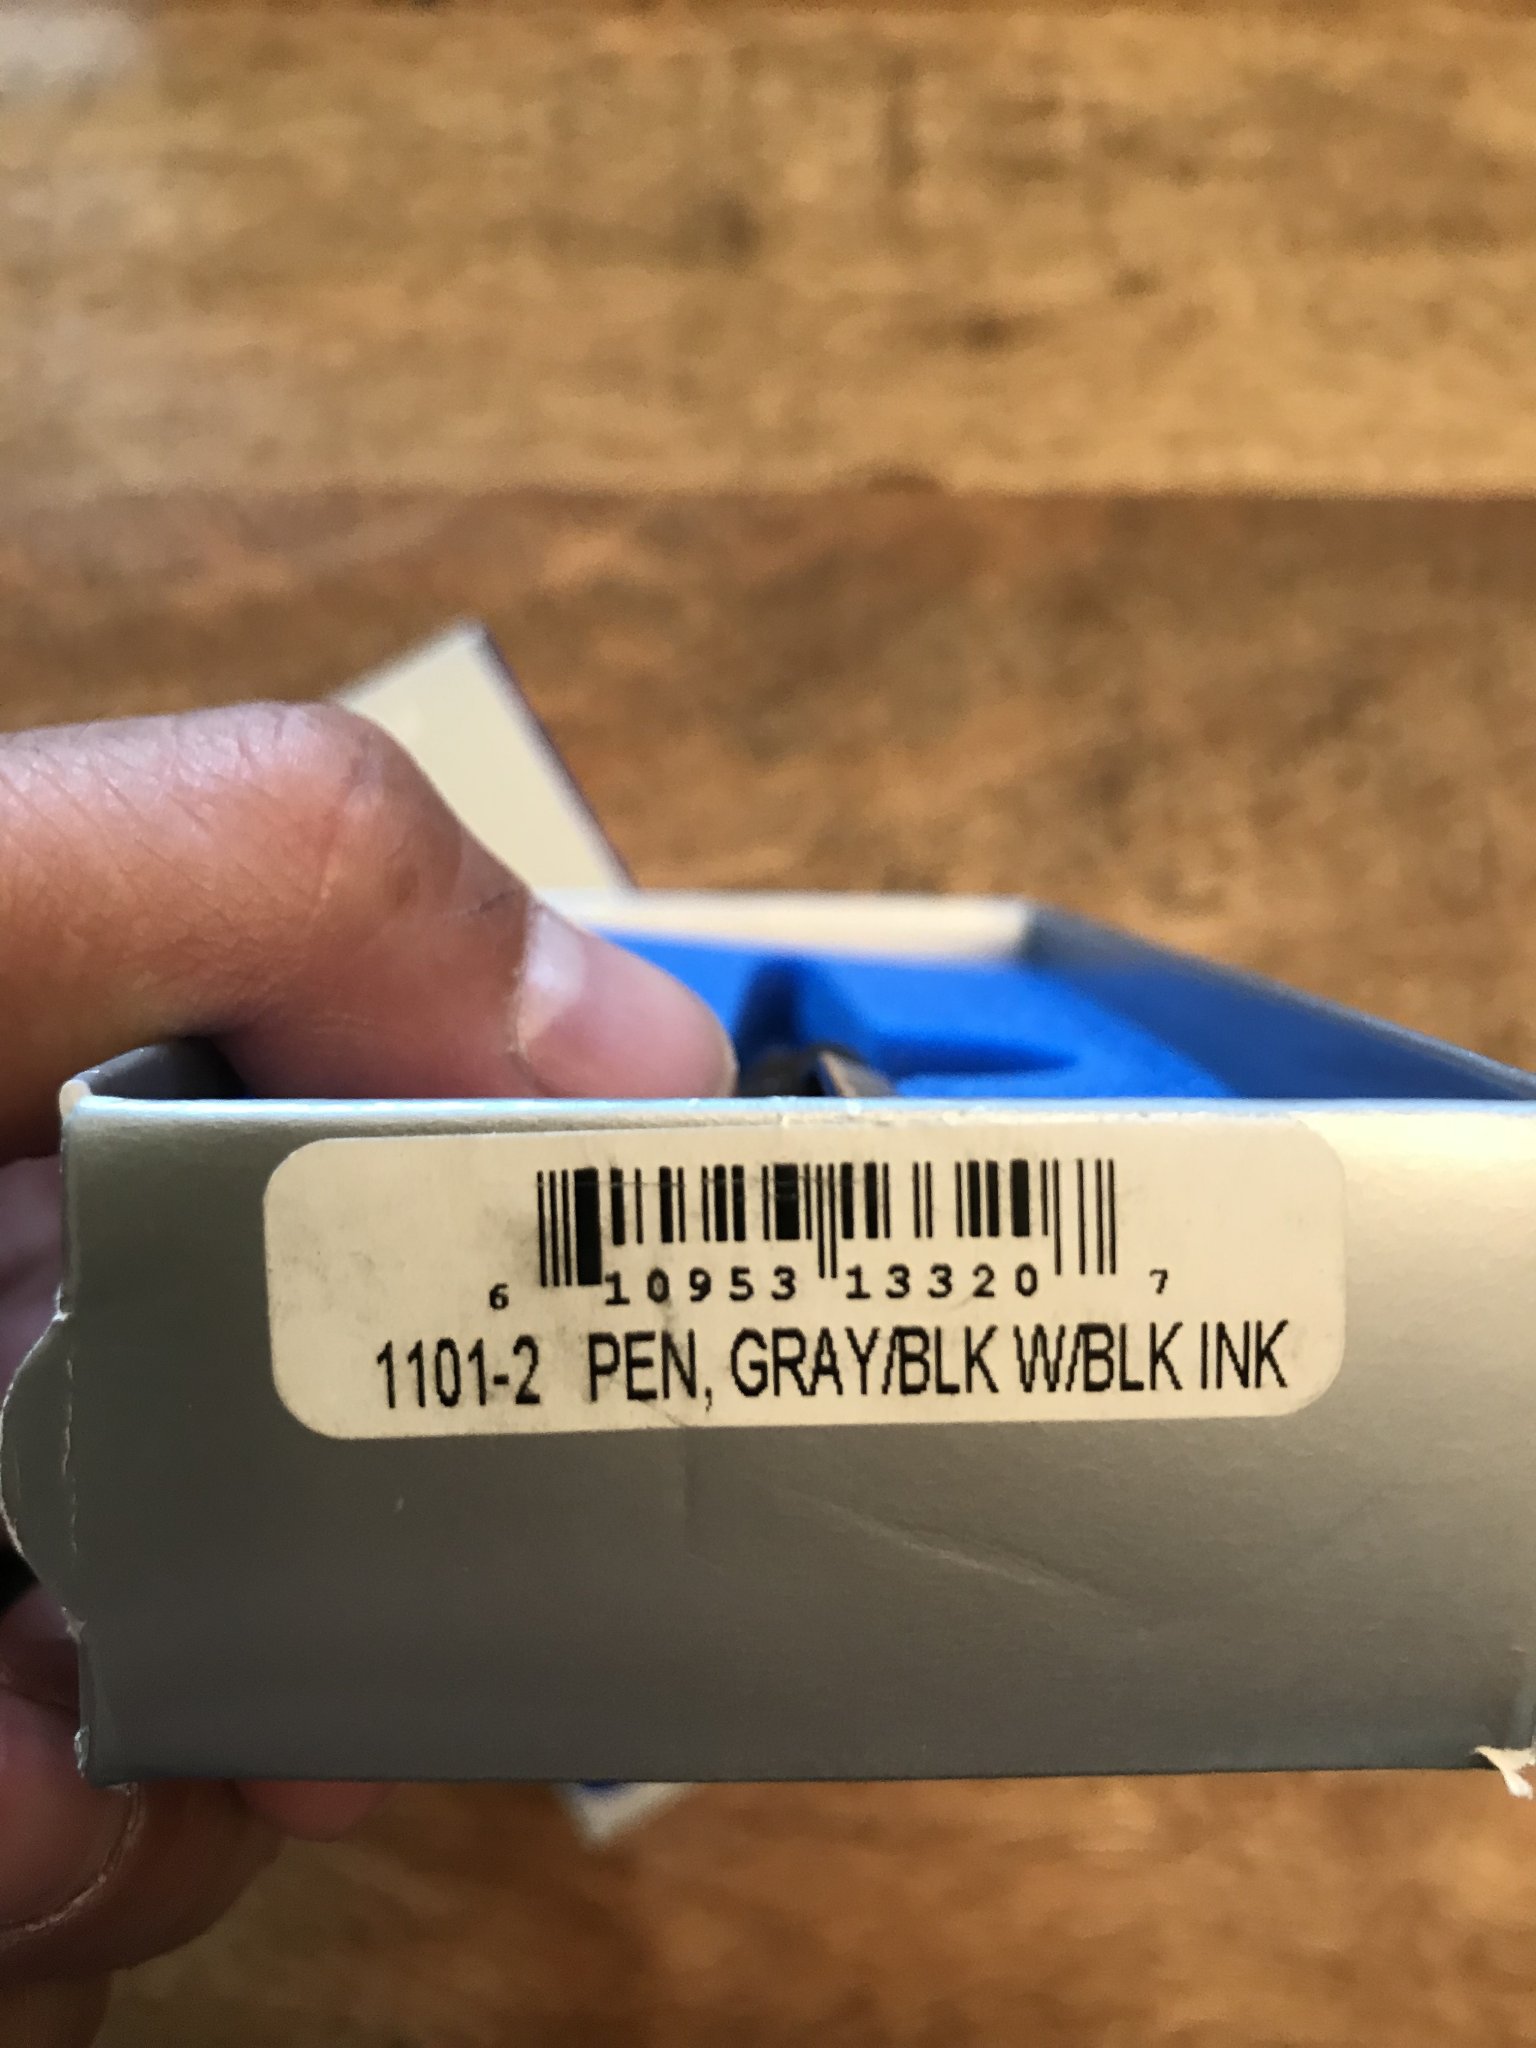 6 10953 13320 7
1101-2 PEN, GRAY/BLK W/BLK INK